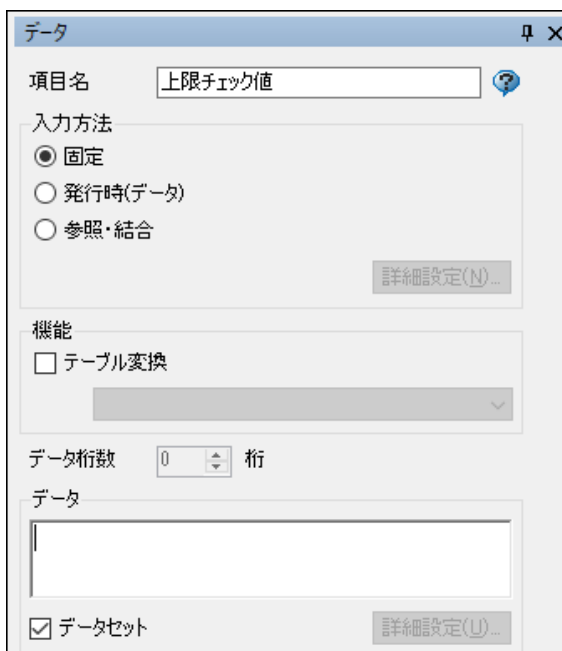 データ
項目名 上限チェック値
入力方法
固定
発行時(データ)
参照・結合
詳細設定(N)...
機能
テーブル変換
データ桁数 0 桁
データ
データセット 詳細設定(U)...